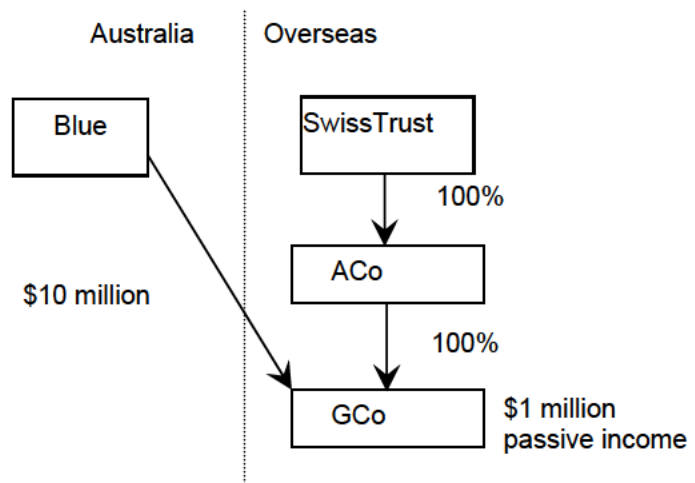 Australia
Overseas
Blue
SwissTrust
100%
ACo
$10 million
100%
GCo
$1 million
passive income